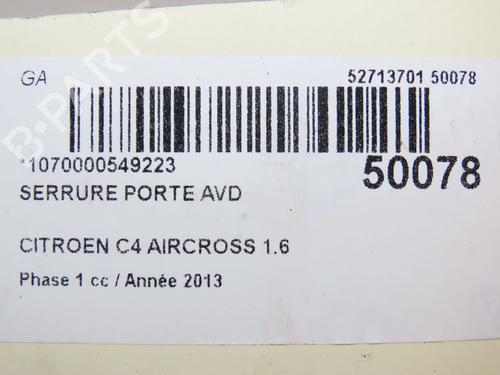 B-PARTS
GA
52713701 50078
*1070000549223
50078
SERRURE PORTE AVD
CITROEN C4 AIRCROSS 1.6
Phase 1 cc / Année 2013